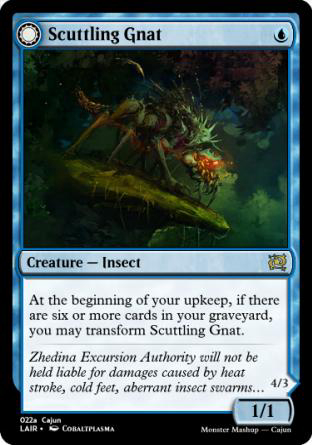 Scuttling Gnat
Creature — Insect
At the beginning of your upkeep, if there
are six or more cards in your graveyard,
you may transform Scuttling Gnat.
Zhedina Excursion Authority will not be
held liable for damages caused by heat
stroke, cold feet, aberrant insect swarms…
4/3
1/1
022a Cajun
LAIR • Cobaltplasma
Monster Mashup — Cajun